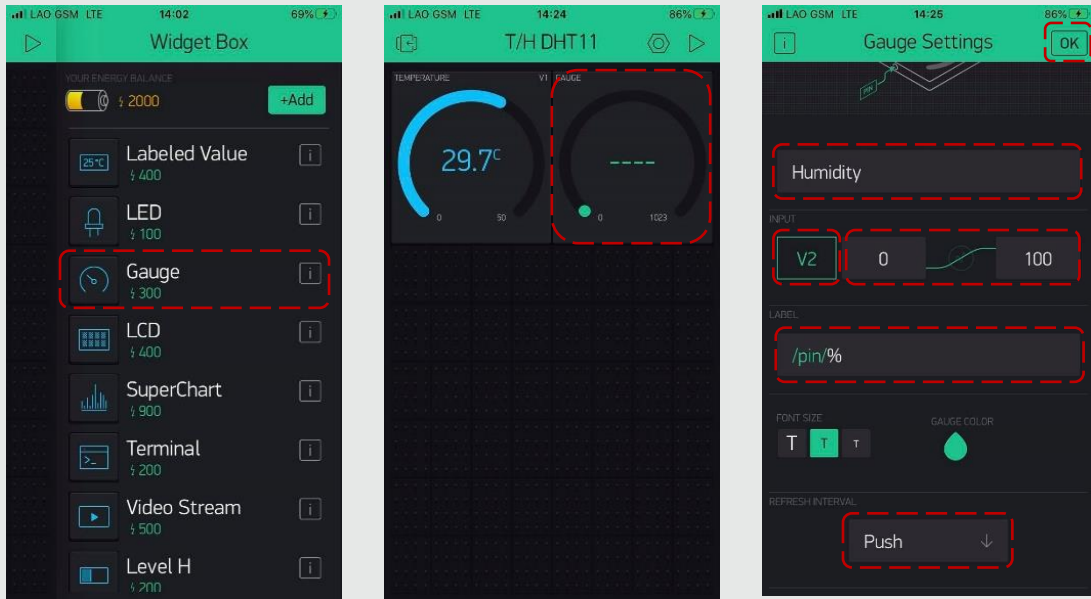 LAO GSM LTE 14:02 69%
Widget Box
YOUR ENERGY BALANCE
2000
+Add
Labeled Value
400
LED
100
Gauge
300
LCD
400
SuperChart
900
Terminal
200
Video Stream
500
Level H
200
LAO GSM LTE 14:24 86%
T/H DHT11
TEMPERATURE V1
29.7C
0 50
GAUGE
----
0 1023
LAO GSM LTE 14:25 86%
Gauge Settings
OK
PIN
Humidity
INPUT
V2 0 100
LABEL
/pin/%
FONT SIZE GAUGE COLOR
T T T
REFRESH INTERVAL
Push